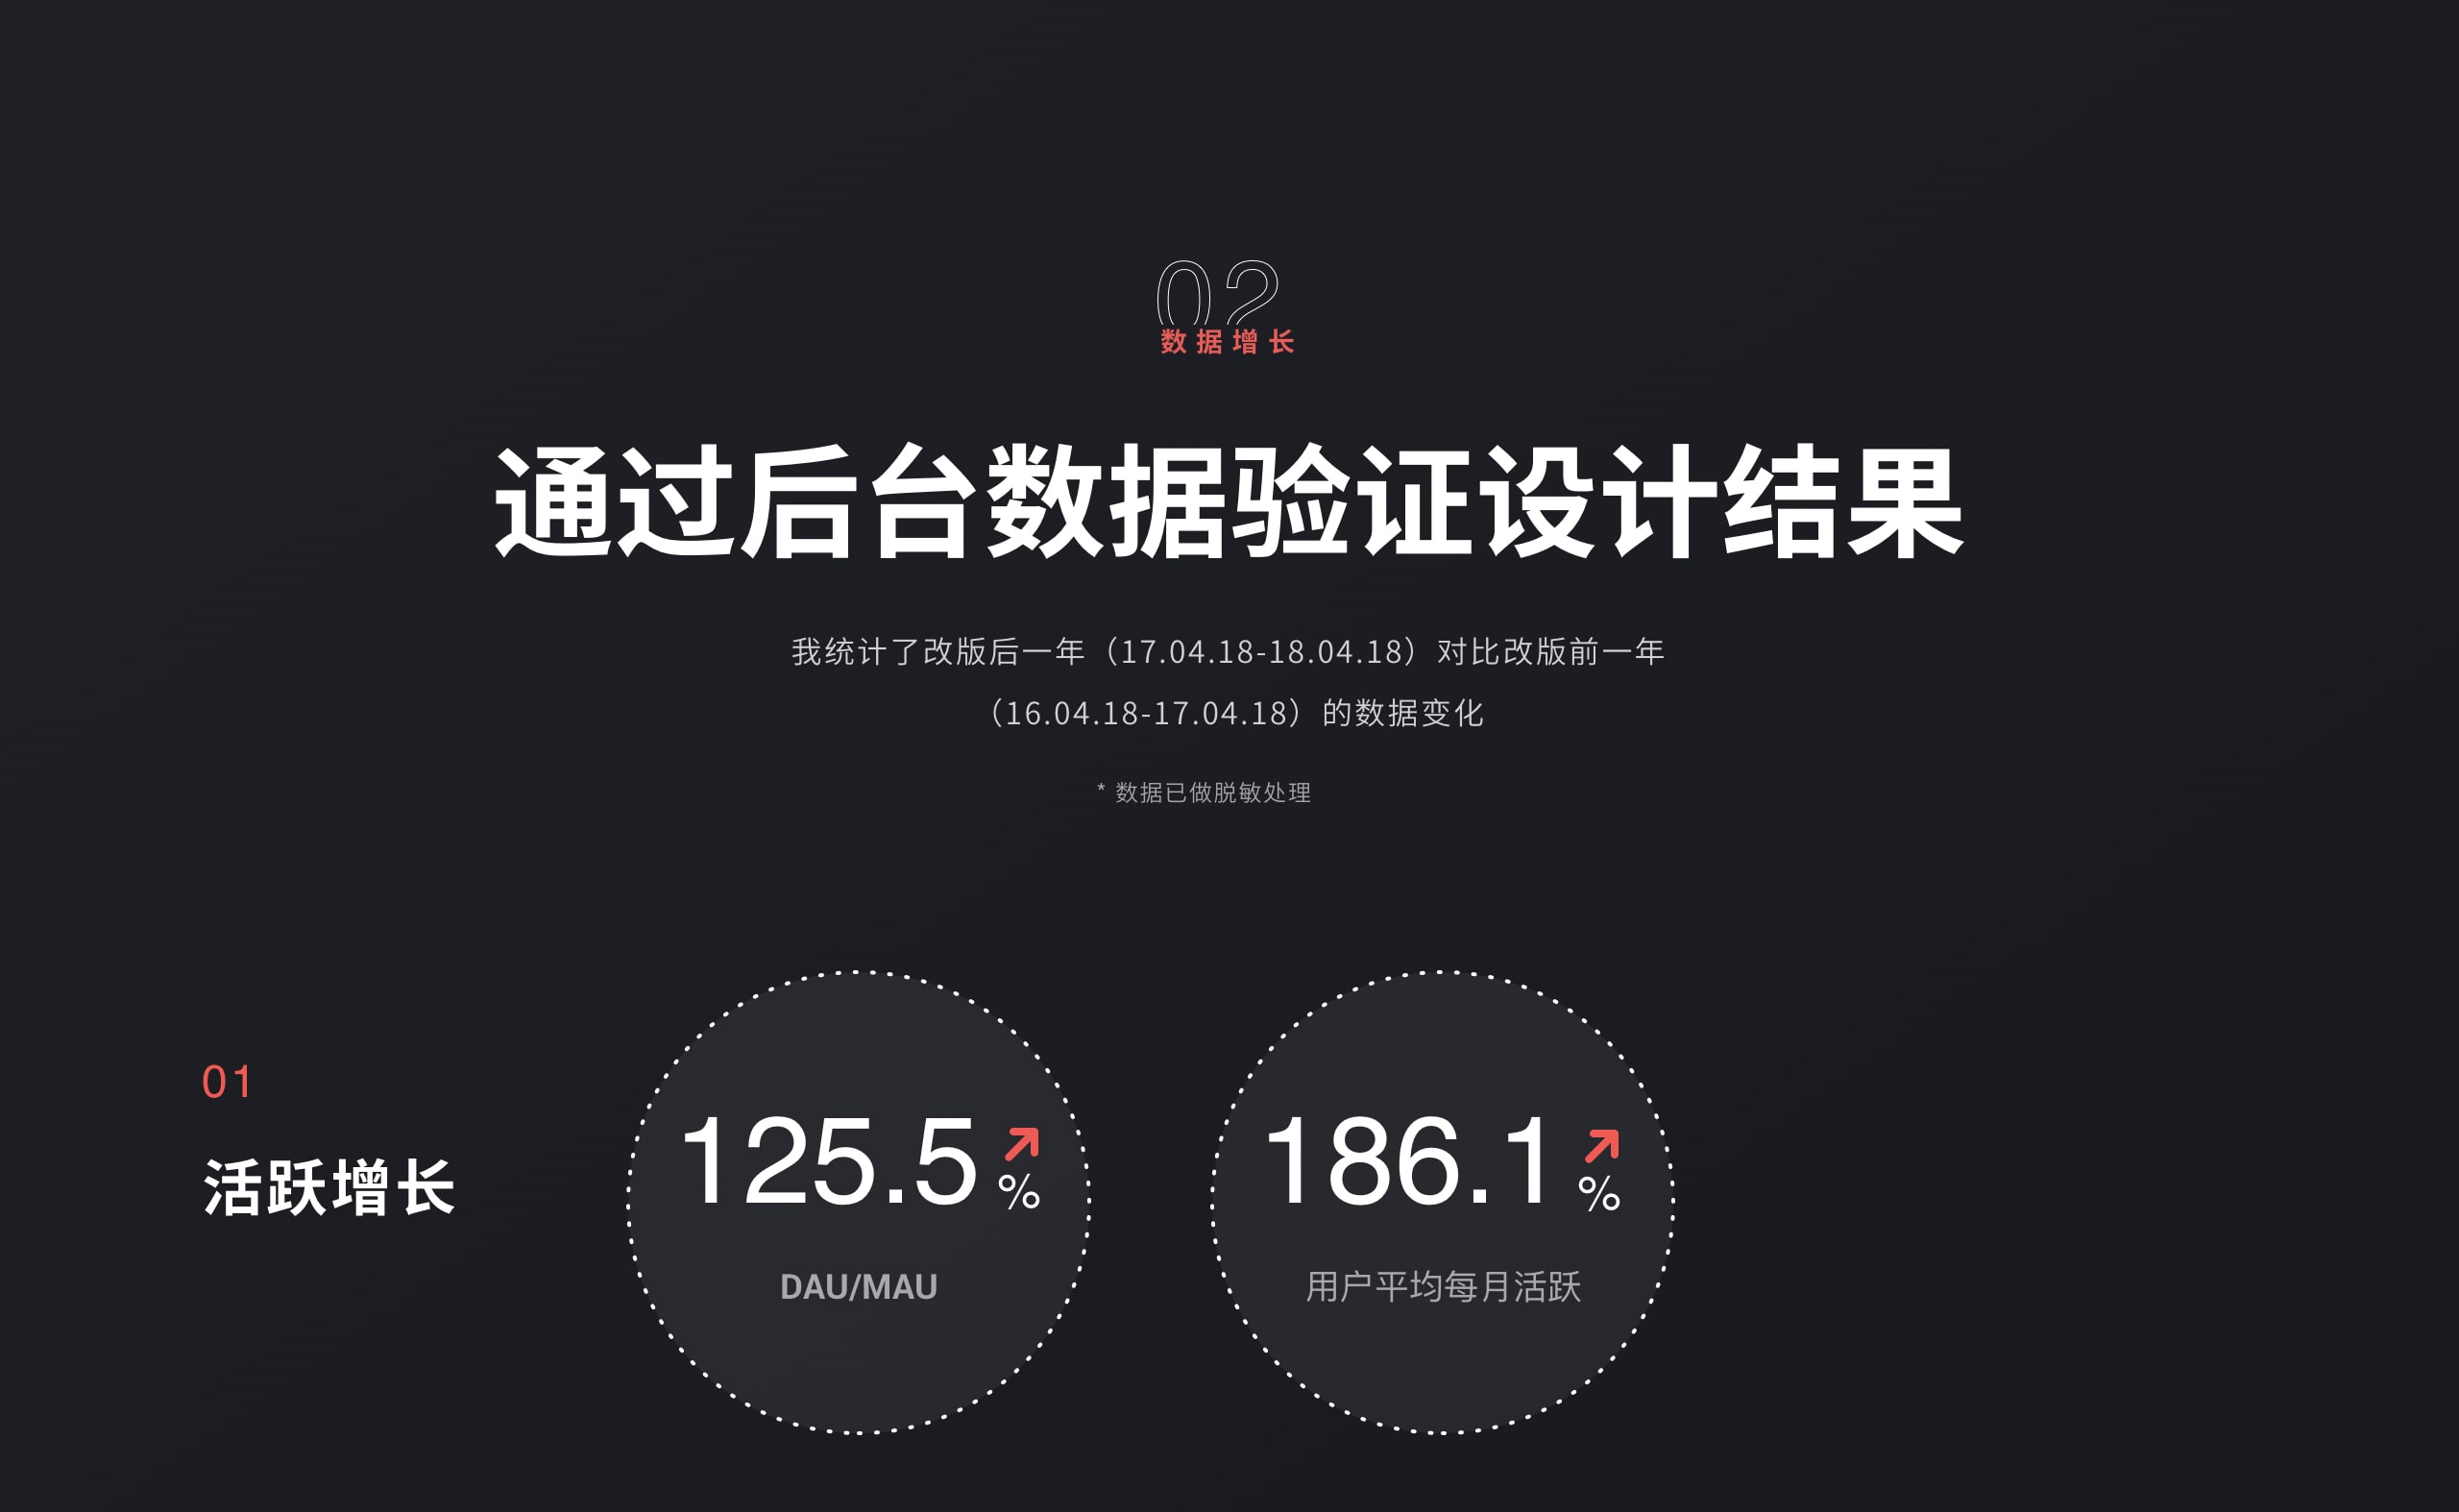 02
数据增长
通过后台数据验证设计结果
我统计了改版后一年（17.04.18-18.04.18）对比改版前一年
（16.04.18-17.04.18）的数据变化
* 数据已做脱敏处理
01
活跃增长
125.5%
DAU/MAU
186.1%
用户平均每月活跃